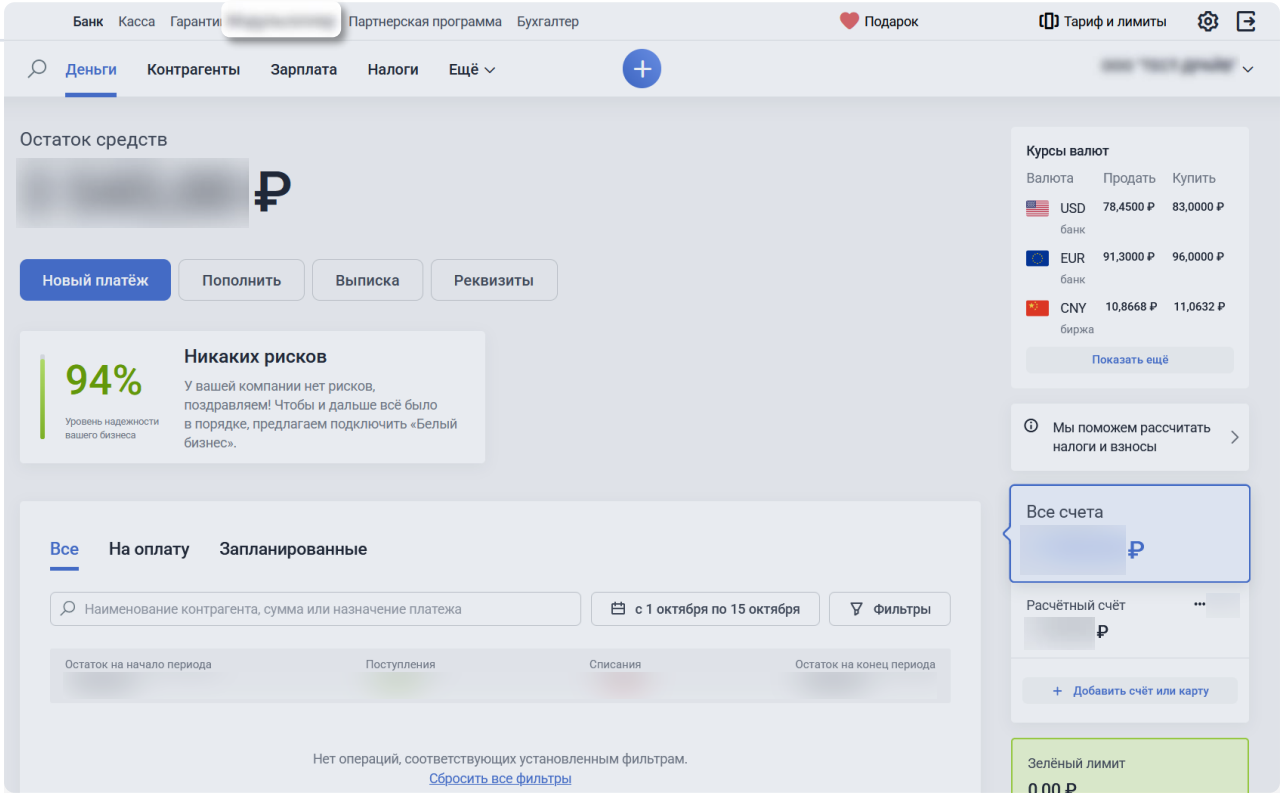 Банк Касса Гарантии Партнерская программа Бухгалтер Подарок Тариф и лимиты
Деньги Контрагенты Зарплата Налоги Ещё
Остаток средств
₽
Новый платёж Пополнить Выписка Реквизиты
94%
Уровень надежности
вашего бизнеса
Никаких рисков
У вашей компании нет рисков,
поздравляем! Чтобы и дальше всё было
в порядке, предлагаем подключить «Белый
бизнес».
Все На оплату Запланированные
Наименование контрагента, сумма или назначение платежа с 1 октября по 15 октября Фильтры
Остаток на начало периода Поступления Списания Остаток на конец периода
Нет операций, соответствующих установленным фильтрам.
Сбросить все фильтры
Курсы валют
Валюта Продать Купить
USD 78,4500 ₽ 83,0000 ₽
банк
EUR 91,3000 ₽ 96,0000 ₽
банк
CNY 10,8668 ₽ 11,0632 ₽
биржа
Показать ещё
Мы поможем рассчитать
налоги и взносы
Все счета
₽
Расчётный счёт •••
₽
+ Добавить счёт или карту
Зелёный лимит
0,00 ₽